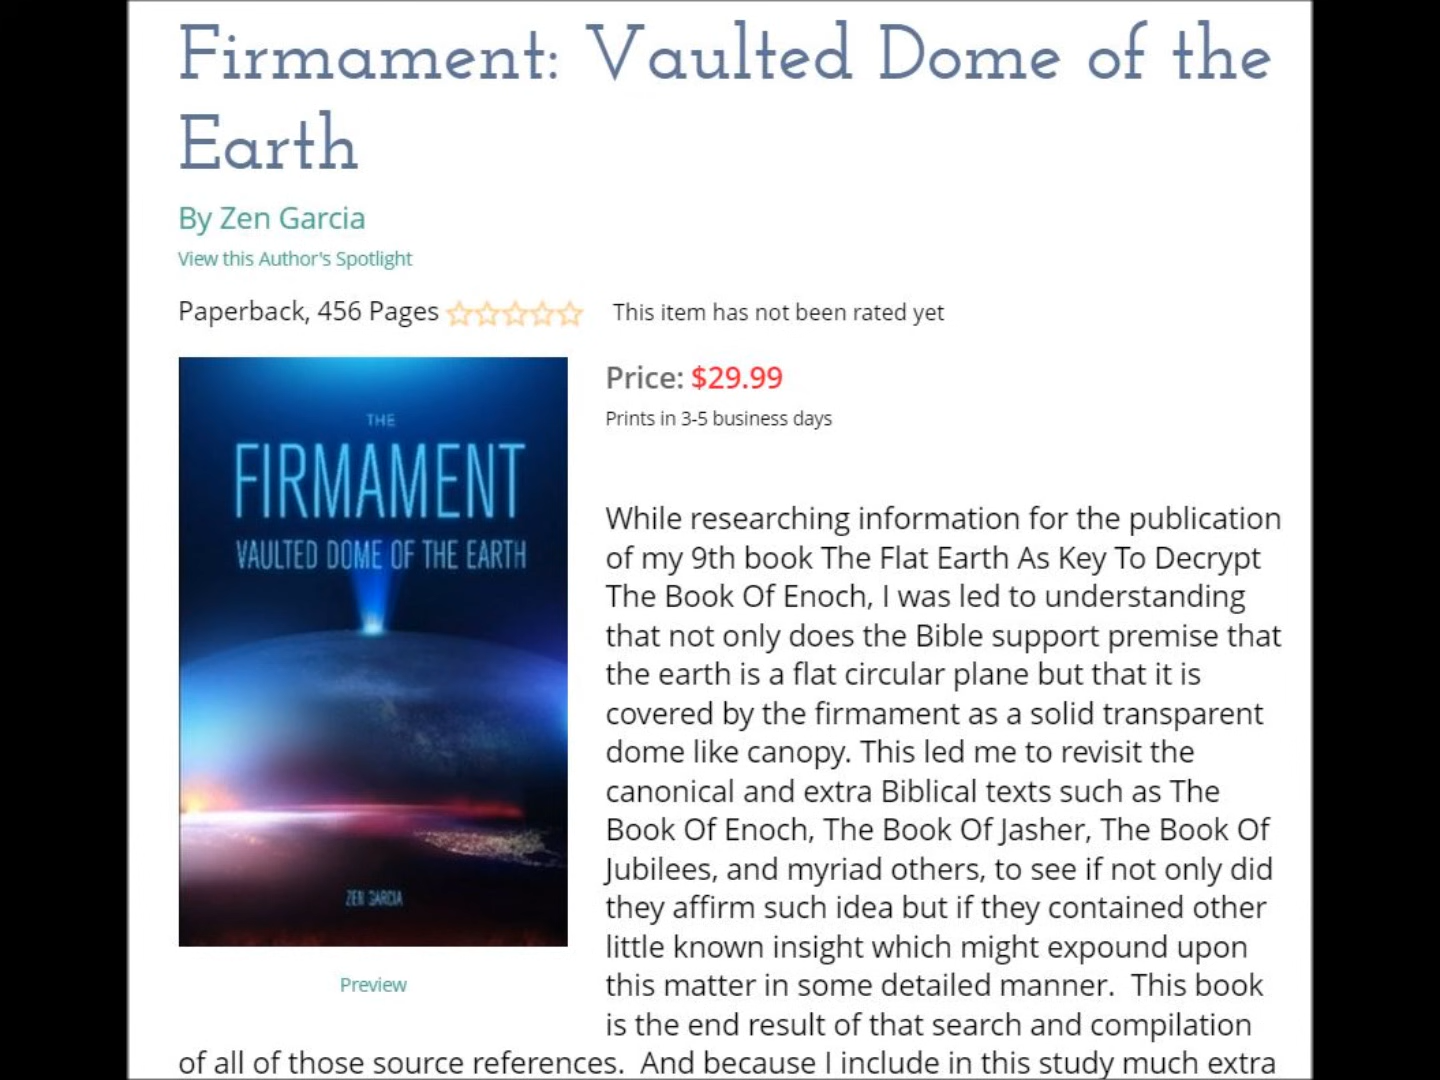 Firmament: Vaulted Dome of the
Earth
By Zen Garcia
View this Author's Spotlight
Paperback, 456 Pages
This item has not been rated yet
THE
FIRMAMENT
VAULTED DOME OF THE EARTH
ZEN GARCIA
Preview
Price: $29.99
Prints in 3-5 business days
While researching information for the publication
of my 9th book The Flat Earth As Key To Decrypt
The Book Of Enoch, I was led to understanding
that not only does the Bible support premise that
the earth is a flat circular plane but that it is
covered by the firmament as a solid transparent
dome like canopy. This led me to revisit the
canonical and extra Biblical texts such as The
Book Of Enoch, The Book Of Jasher, The Book Of
Jubilees, and myriad others, to see if not only did
they affirm such idea but if they contained other
little known insight which might expound upon
this matter in some detailed manner.  This book
is the end result of that search and compilation
of all of those source references.  And because I include in this study much extra